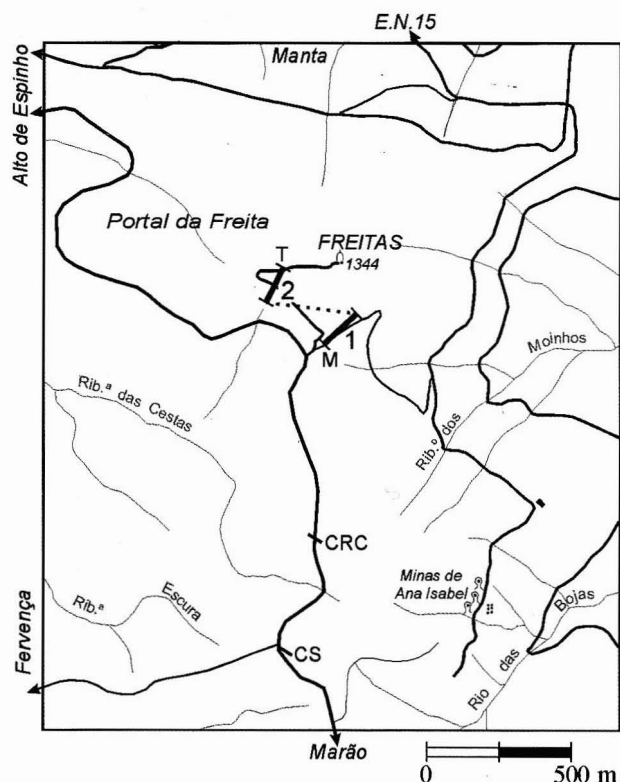 E.N.15
Alto de Espinho
Manta
Portal da Freita
FREITAS
1344
T
2
1
M
Moinhos
Rib.º dos
Rib.ª das Cestas
CRC
Minas de
Ana Isabel
Rib.ª Escura
Bojas
Rio das
CS
Fervença
Marão
0 500 m